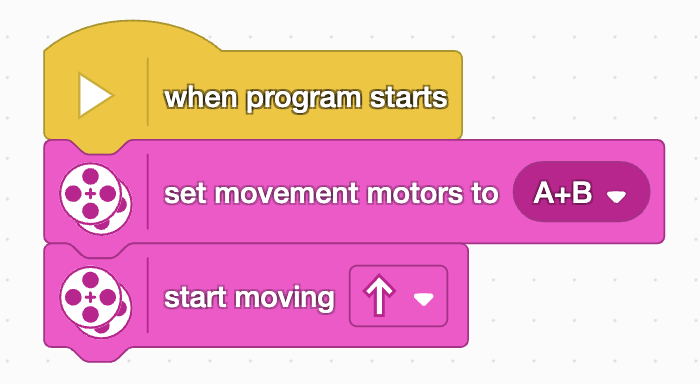 when program starts
set movement motors to A+B
start moving